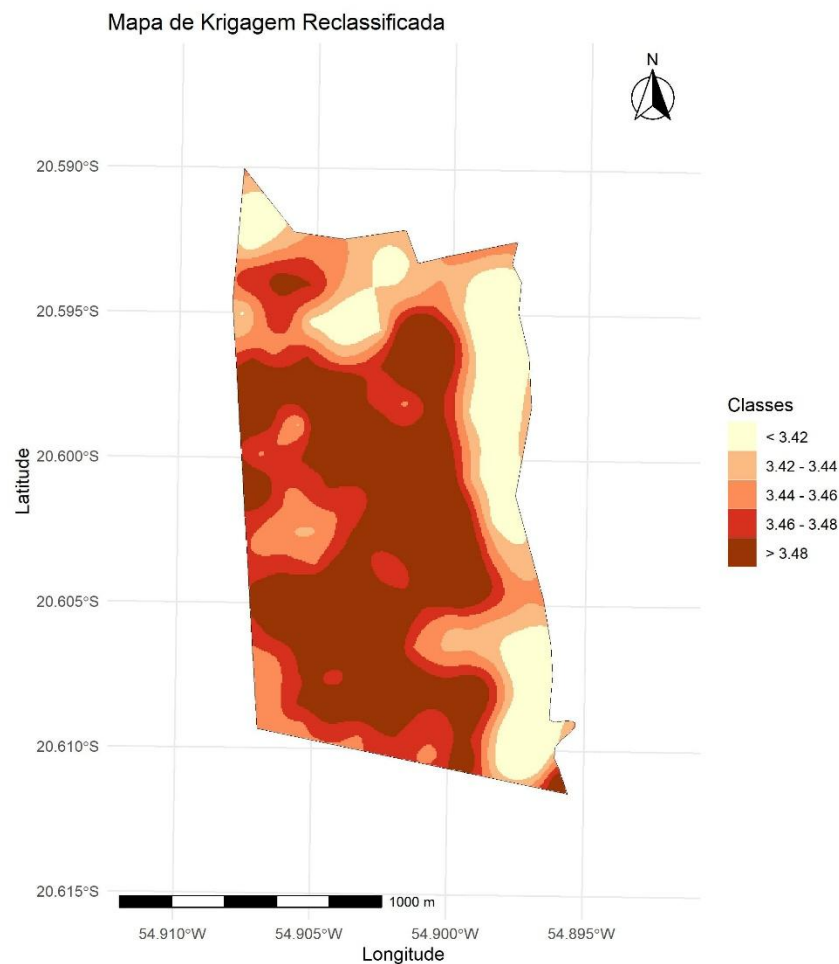 Mapa de Krigagem Reclassificada
N
20.590°S
20.595°S
20.600°S
20.605°S
20.610°S
20.615°S
Latitude
Classes
< 3.42
3.42 - 3.44
3.44 - 3.46
3.46 - 3.48
> 3.48
1000 m
54.910°W 54.905°W 54.900°W 54.895°W
Longitude